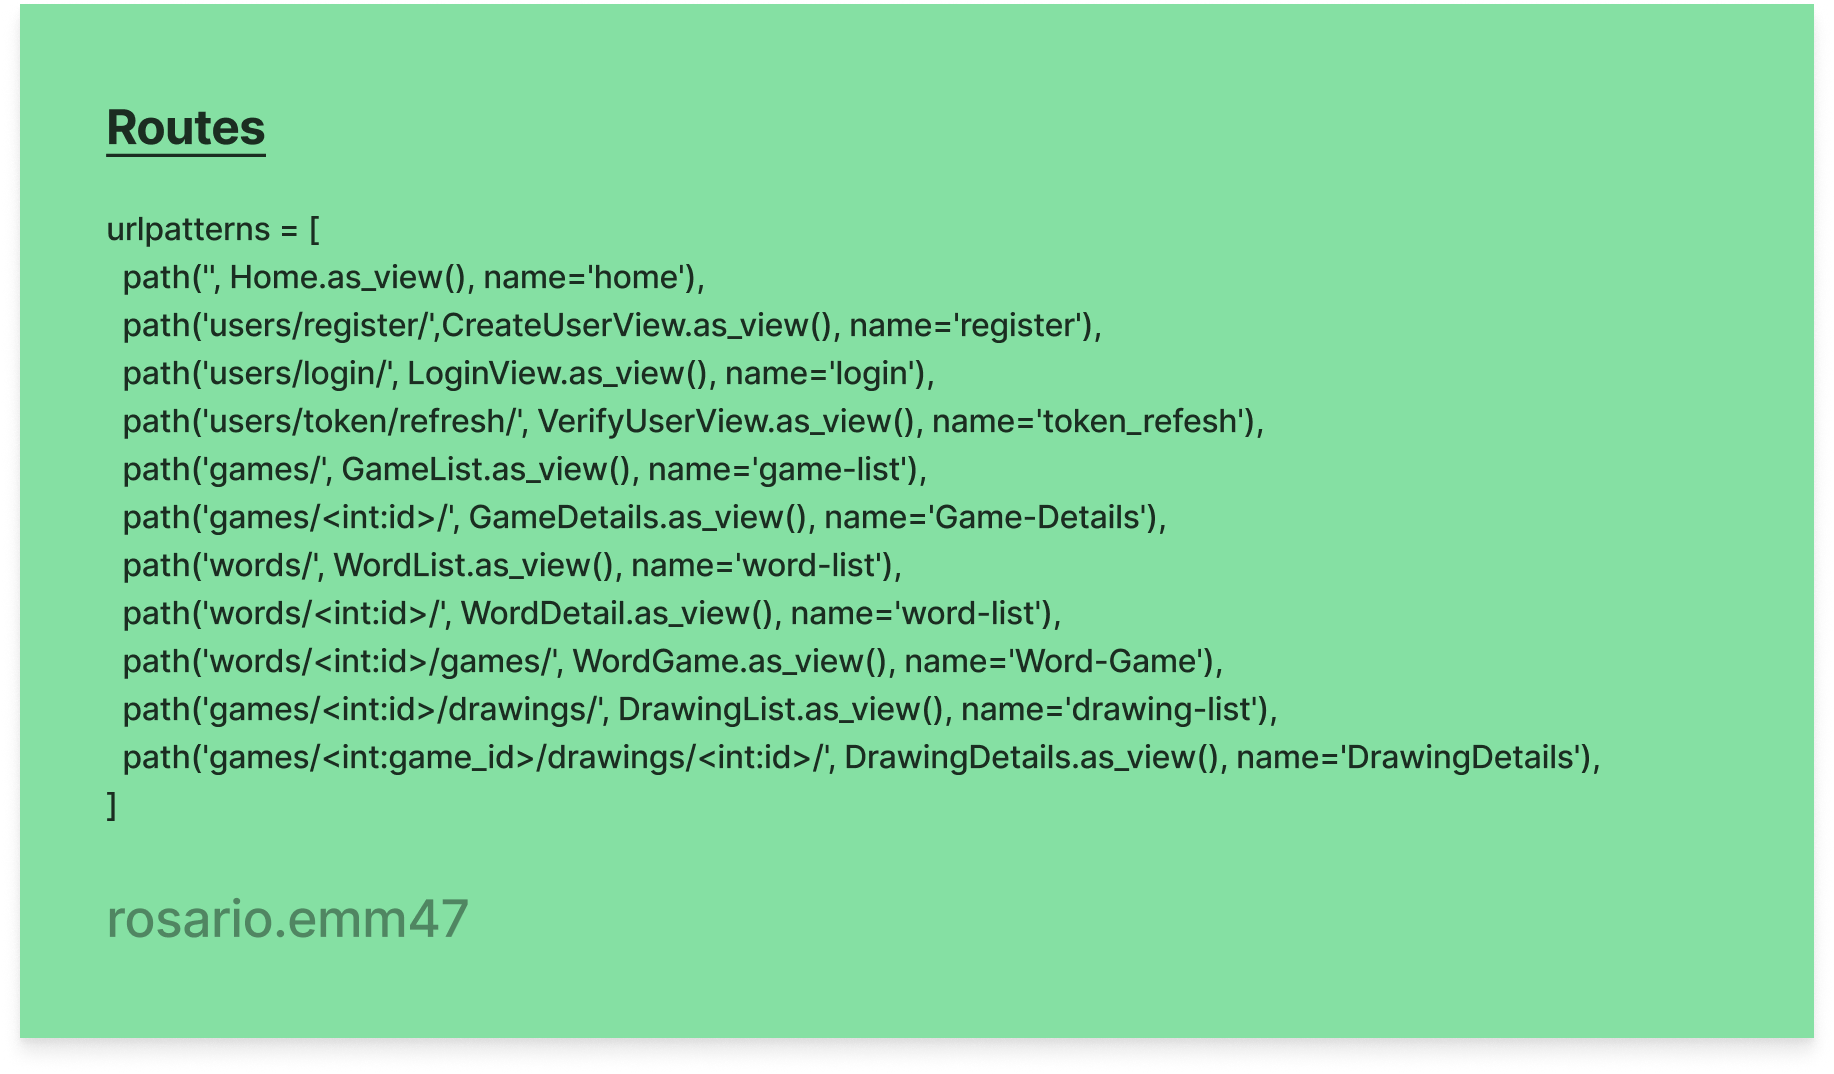 Routes
urlpatterns = [
path('', Home.as_view(), name='home'),
path('users/register/',CreateUserView.as_view(), name='register'),
path('users/login/', LoginView.as_view(), name='login'),
path('users/token/refresh/', VerifyUserView.as_view(), name='token_refesh'),
path('games/', GameList.as_view(), name='game-list'),
path('games/<int:id>/', GameDetails.as_view(), name='Game-Details'),
path('words/', WordList.as_view(), name='word-list'),
path('words/<int:id>/', WordDetail.as_view(), name='word-list'),
path('words/<int:id>/games/', WordGame.as_view(), name='Word-Game'),
path('games/<int:id>/drawings/', DrawingList.as_view(), name='drawing-list'),
path('games/<int:game_id>/drawings/<int:id>/', DrawingDetails.as_view(), name='DrawingDetails'),
]
rosario.emm47